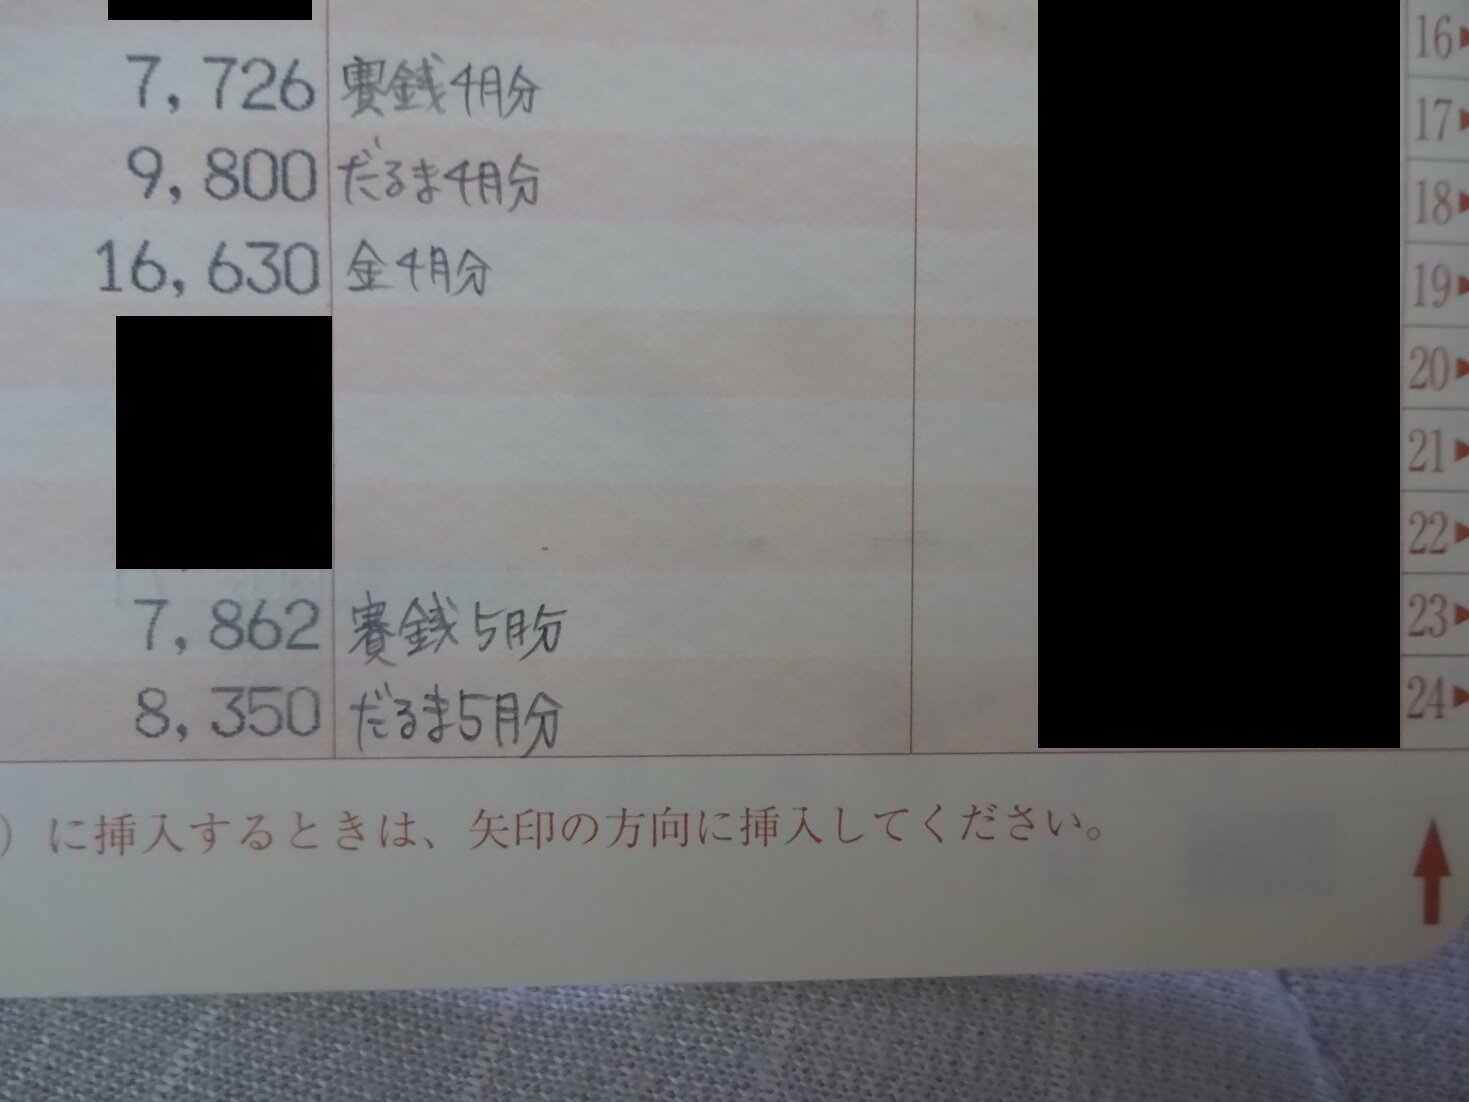 16▶
7,726 賽銭4月分
17▶
9,800 だるま4月分
18▶
16,630 金4月分
19▶
20▶
21▶
22▶
7,862 賽銭5月分
23▶
8,350 だるま5月分
24▶
）に挿入するときは、矢印の方向に挿入してください。